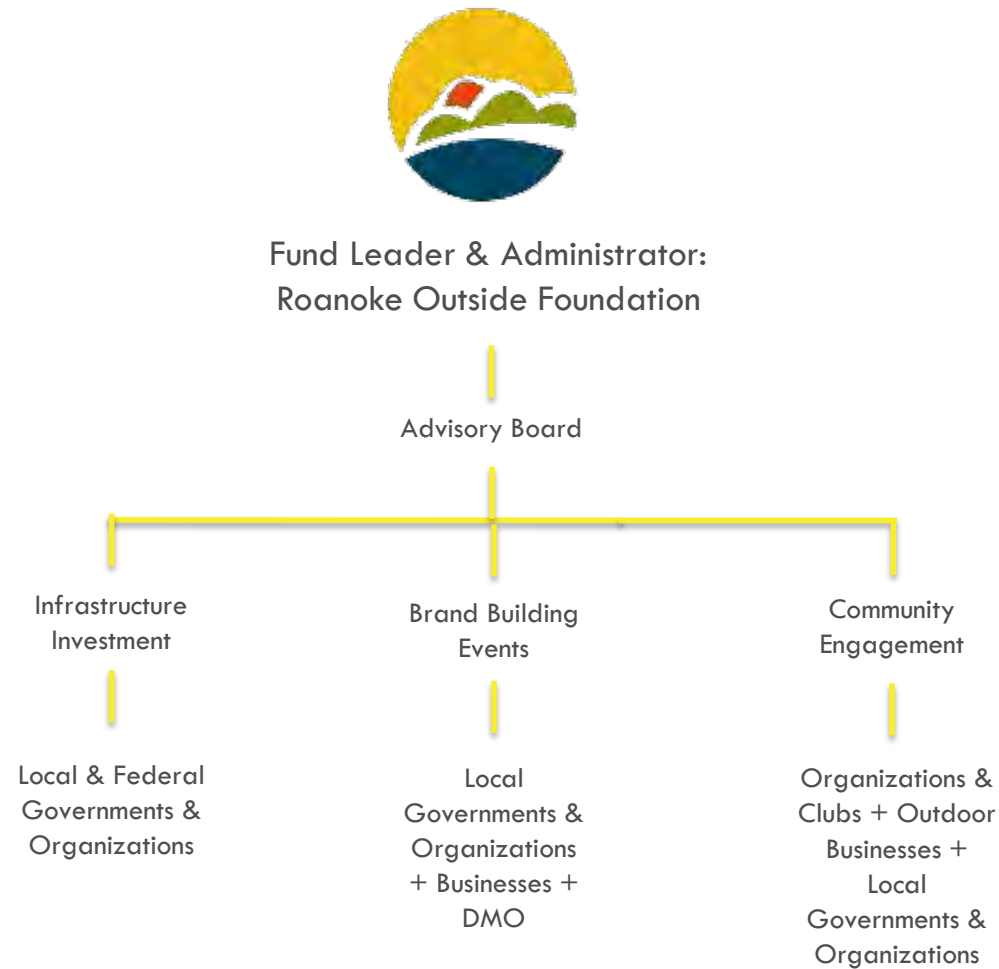 Fund Leader & Administrator:
Roanoke Outside Foundation
Advisory Board
Infrastructure
Investment
Brand Building
Events
Community
Engagement
Local & Federal
Governments &
Organizations
Local
Governments &
Organizations
+ Businesses +
DMO
Organizations &
Clubs + Outdoor
Businesses +
Local
Governments &
Organizations